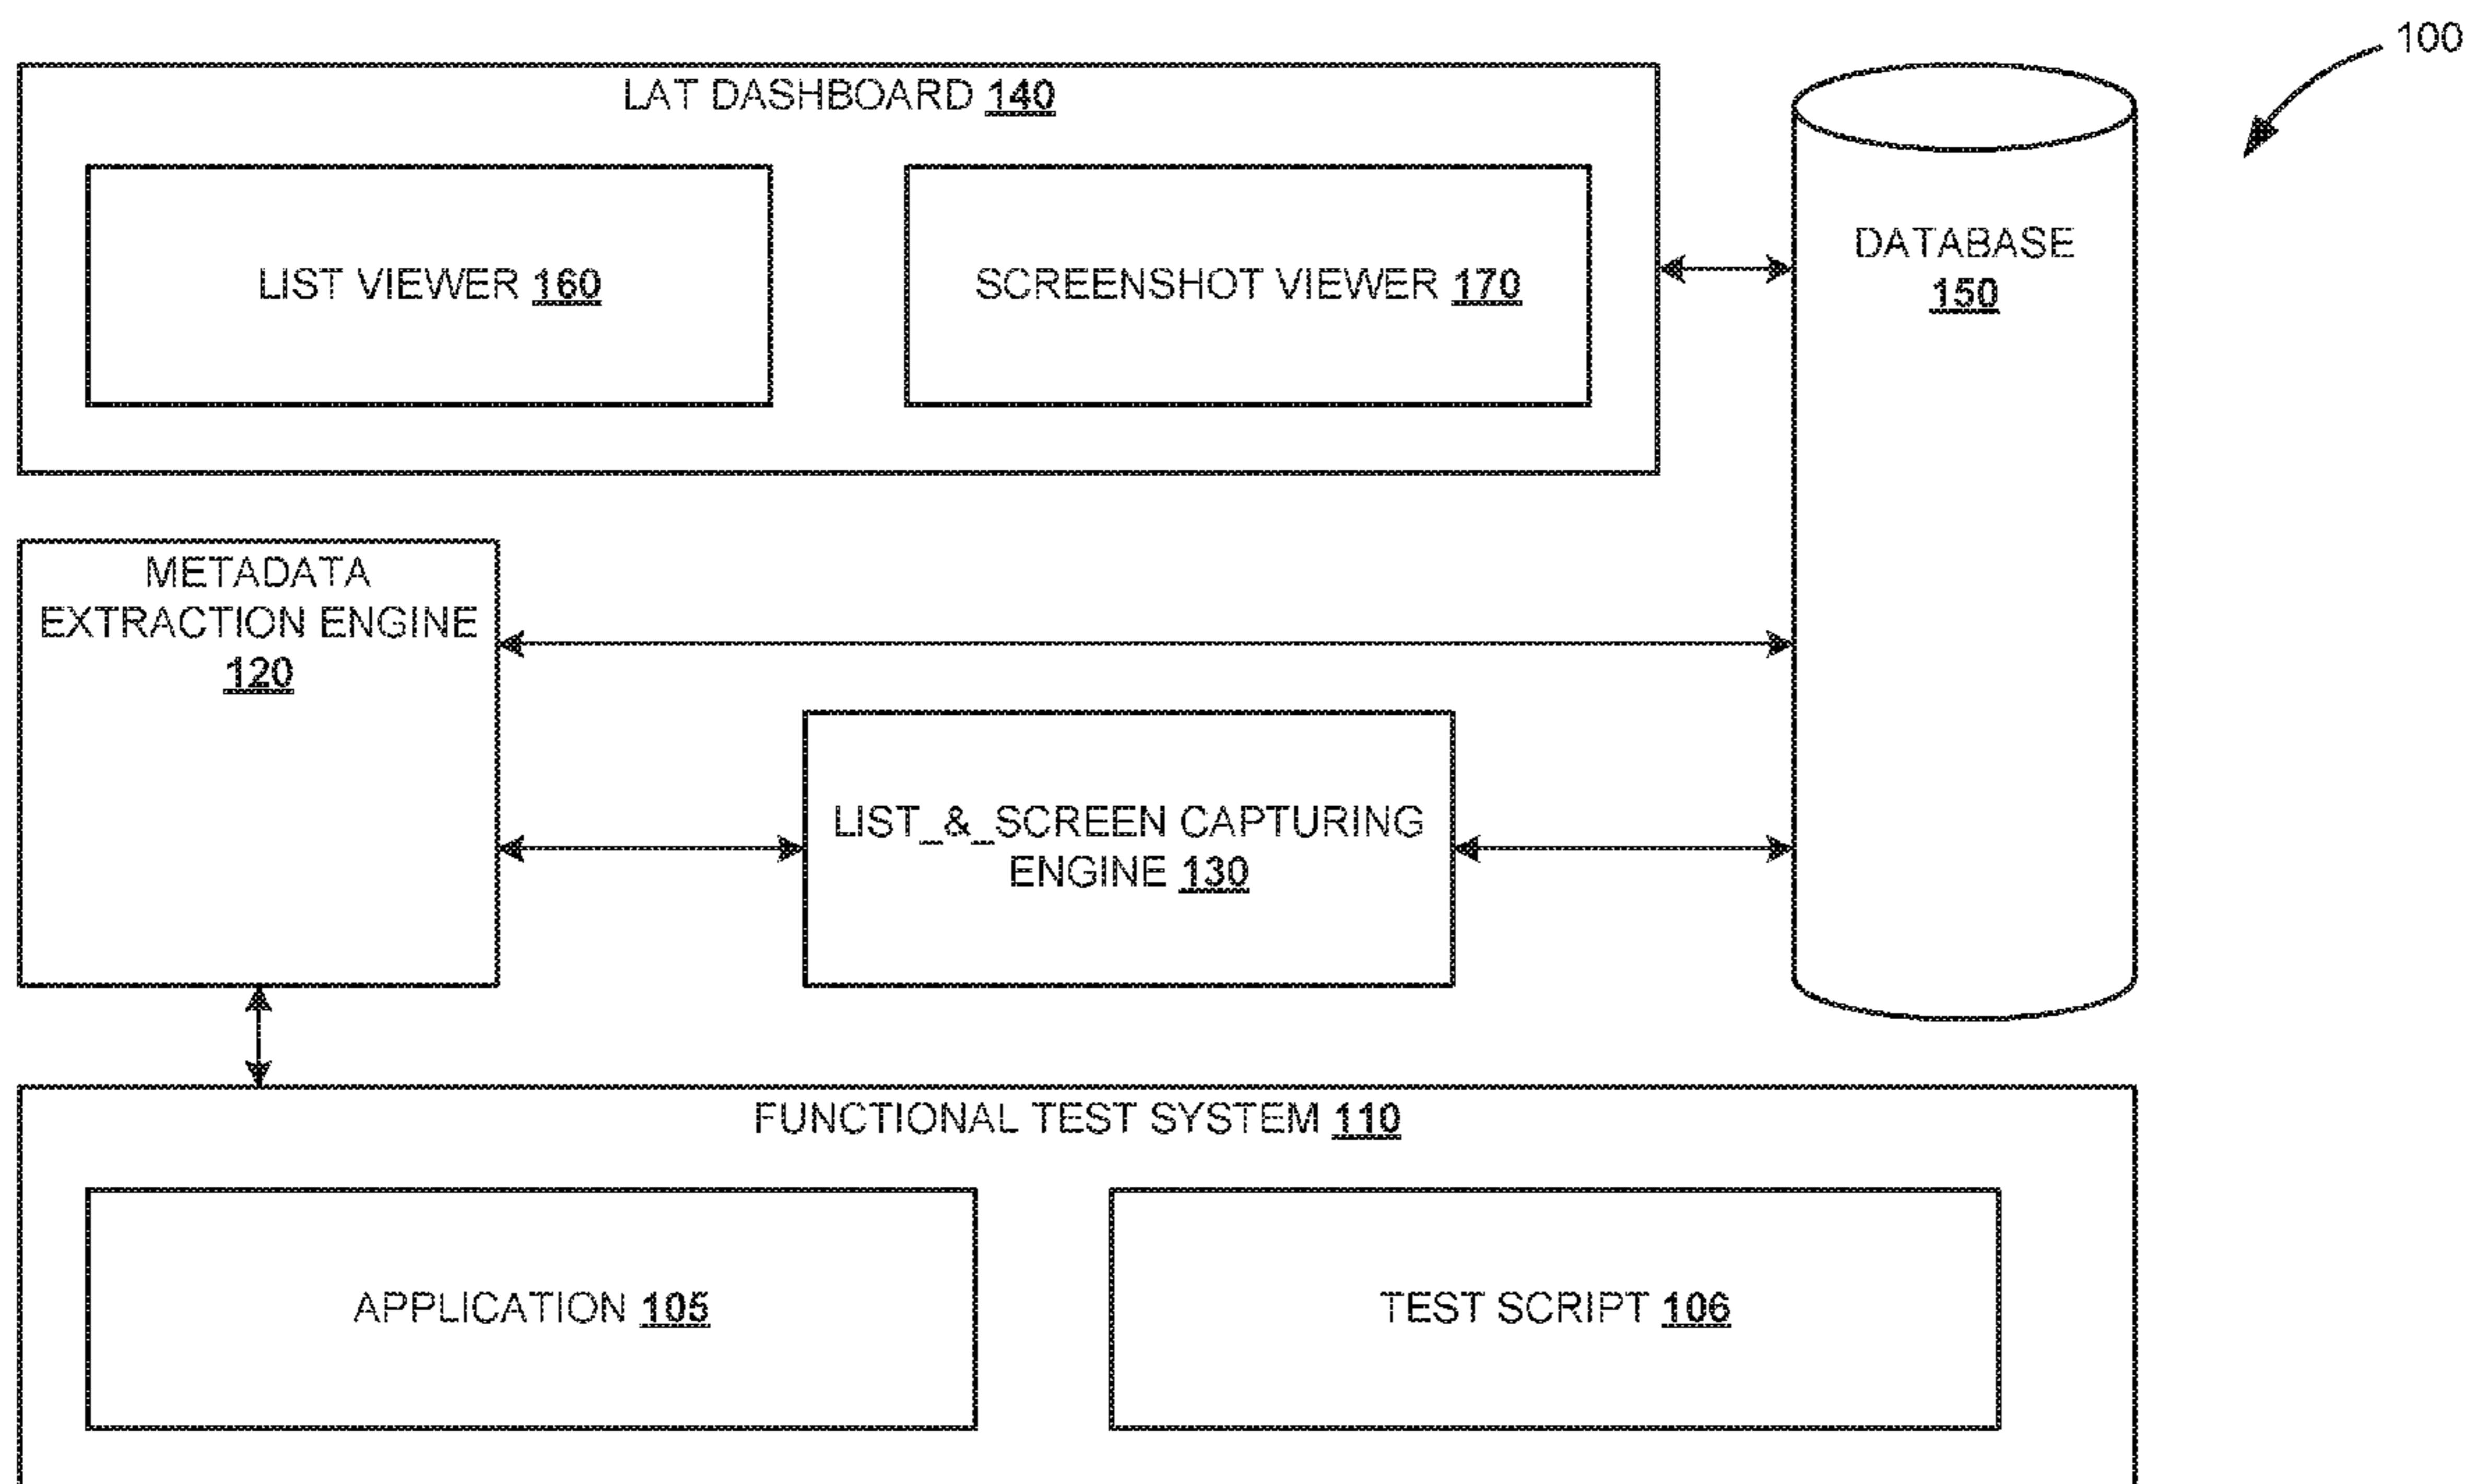 100
LAT DASHBOARD 140
LIST VIEWER 160
SCREENSHOT VIEWER 170
DATABASE
150
METADATA
EXTRACTION ENGINE
120
LIST_&_SCREEN CAPTURING
ENGINE 130
FUNCTIONAL TEST SYSTEM 110
APPLICATION 105
TEST SCRIPT 106